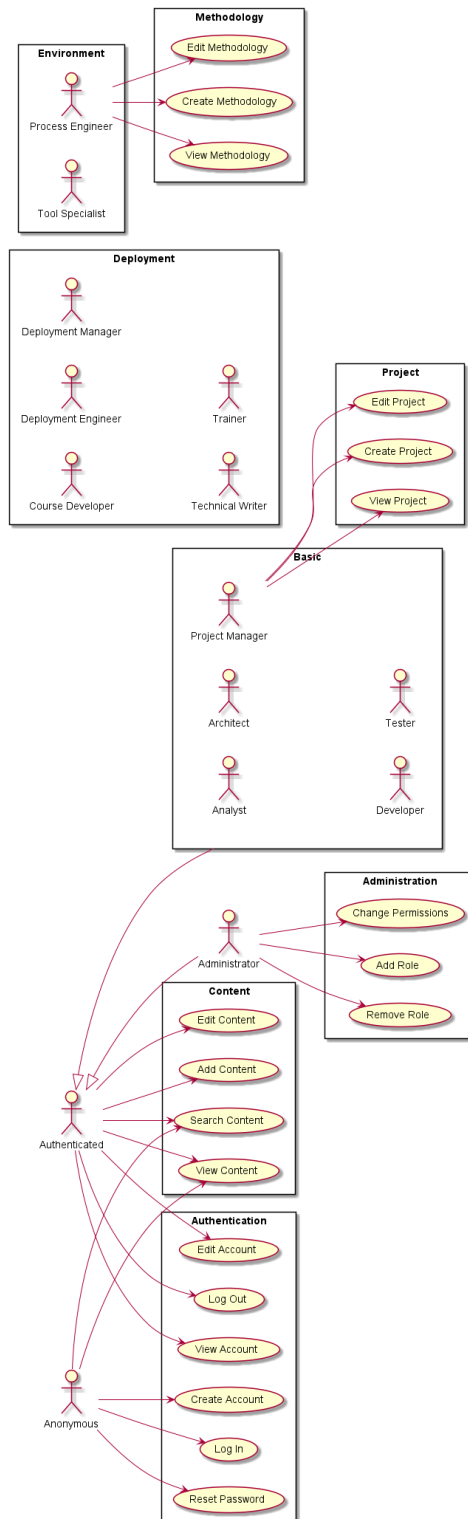 Methodology
Environment
Edit Methodology
Process Engineer
Create Methodology
View Methodology
Tool Specialist
Deployment
Deployment Manager
Deployment Engineer
Trainer
Course Developer
Technical Writer
Project
Edit Project
Create Project
View Project
Basic
Project Manager
Architect
Tester
Analyst
Developer
Administration
Change Permissions
Administrator
Add Role
Remove Role
Content
Edit Content
Add Content
Authenticated
Search Content
View Content
Authentication
Edit Account
Log Out
View Account
Anonymous
Create Account
Log In
Reset Password